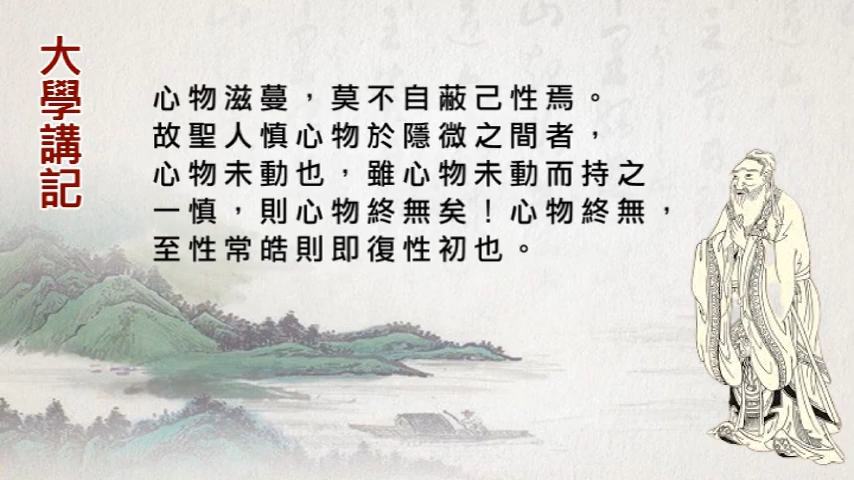 大學講記
心物滋蔓，莫不自蔽己性焉。
故聖人慎心物於隱微之間者，
心物未動也，雖心物未動而持之
一慎，則心物終無矣！心物終無，
至性常皓則即復性初也。